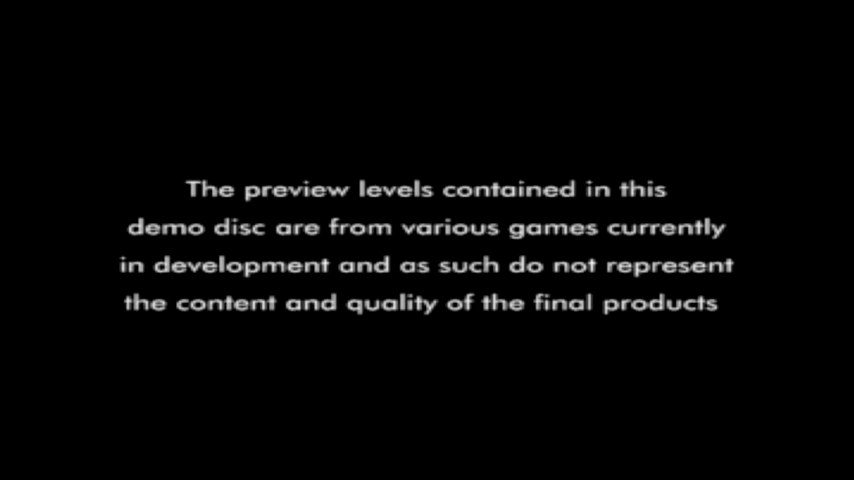 The preview levels contained in this
demo disc are from various games currently
in development and as such do not represent
the content and quality of the final products